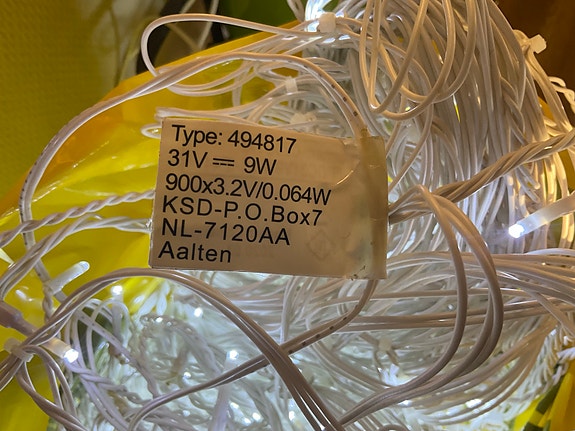 Type: 494817
31V ⎓ 9W
900x3.2V/0.064W
KSD-P.O.Box7
NL-7120AA
Aalten